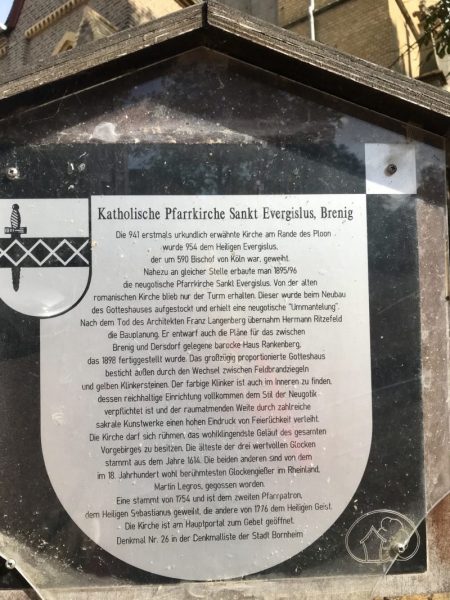 Katholische Pfarrkirche Sankt Evergislus, Brenig
Die 941 erstmals urkundlich erwähnte Kirche am Rande des Ploon
wurde 954 dem Heiligen Evergislus,
der um 590 Bischof von Köln war, geweiht.
Nahezu an gleicher Stelle erbaute man 1895/96
die neugotische Pfarrkirche Sankt Evergislus. Von der alten
romanischen Kirche blieb nur der Turm erhalten. Dieser wurde beim Neubau
des Gotteshauses aufgestockt und erhielt eine neugotische "Ummantelung".
Nach dem Tod des Architekten Franz Langenberg übernahm Hermann Ritzefeld
die Bauplanung. Er entwarf auch die Pläne für das zwischen
Brenig und Dersdorf gelegene barocke Haus Rankenberg,
das 1898 fertiggestellt wurde. Das großzügig proportionierte Gotteshaus
besticht außen durch den Wechsel zwischen Feldbrandziegeln
und gelben Klinkersteinen. Der farbige Klinker ist auch im Inneren zu finden,
dessen reichhaltige Einrichtung vollkommen dem Stil der Neugotik
verpflichtet ist und der raumatmenden Weite durch zahlreiche
sakrale Kunstwerke einen hohen Eindruck von Feierlichkeit verleiht.
Die Kirche darf sich rühmen, das wohlklingendste Geläut des gesamten
Vorgebirges zu besitzen. Die älteste der drei wertvollen Glocken
stammt aus dem Jahre 1614. Die beiden anderen sind von dem
im 18. Jahrhundert wohl berühmtesten Glockengießer im Rheinland,
Martin Legros, gegossen worden.
Eine stammt von 1754 und ist dem zweiten Pfarrpatron,
dem Heiligen Sebastianus geweiht, die andere von 1776 dem Heiligen Geist.
Die Kirche ist am Hauptportal zum Gebet geöffnet.
Denkmal Nr. 26 in der Denkmalliste der Stadt Bornheim